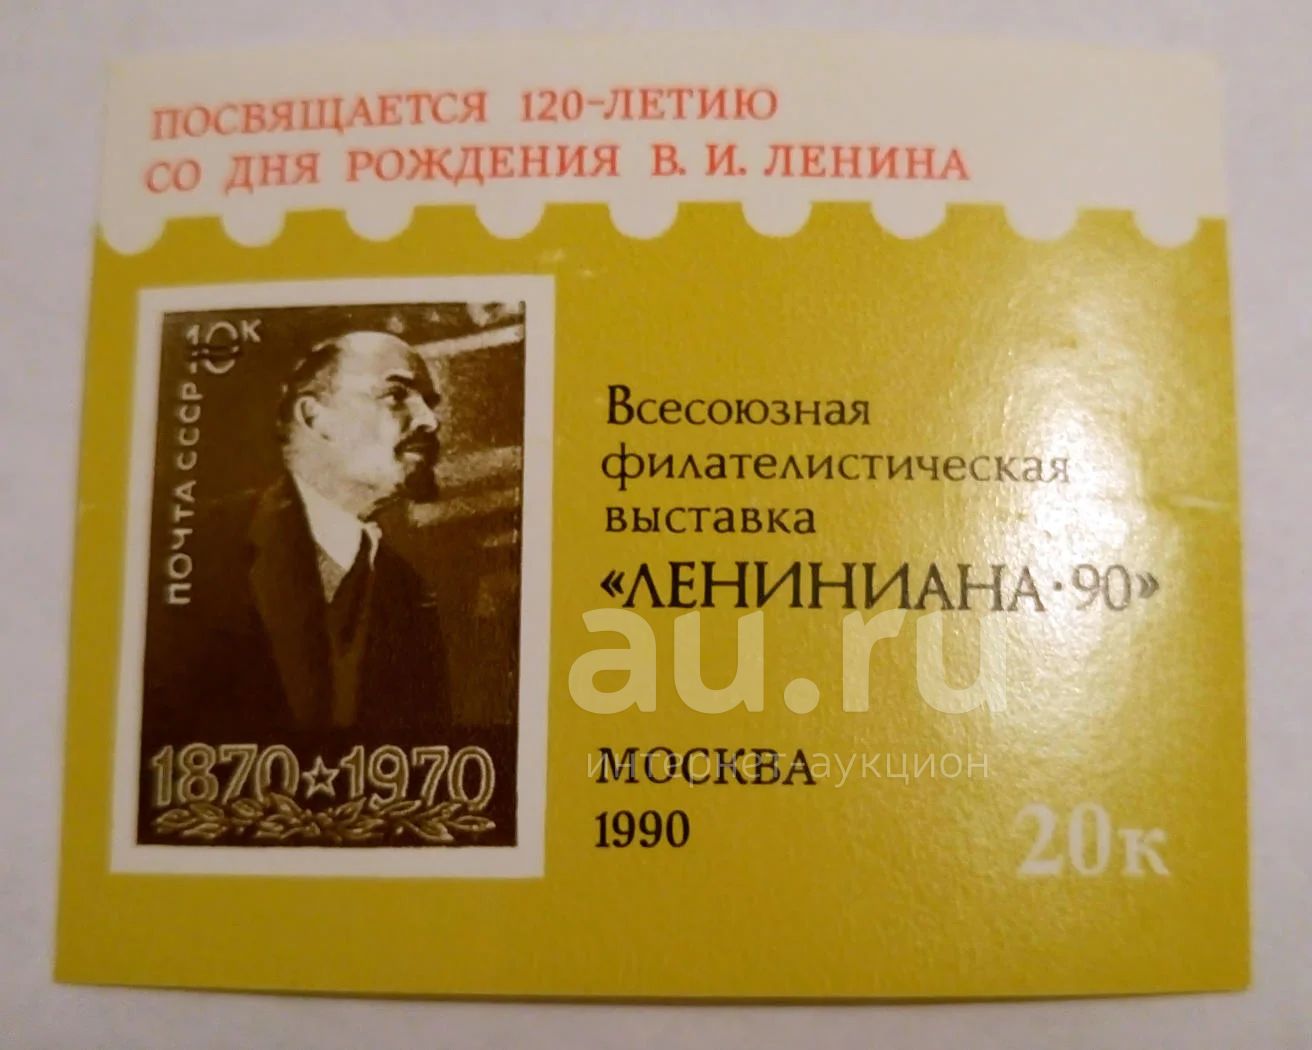 ПОСВЯЩАЕТСЯ 120-ЛЕТИЮ
СО ДНЯ РОЖДЕНИЯ В. И. ЛЕНИНА
10К
ПОЧТА СССР
1870☆1970
Всесоюзная
филателистическая
выставка
«ЛЕНИНИАНА·90»
au.ru
интернет-аукцион
МОСКВА
1990
20к